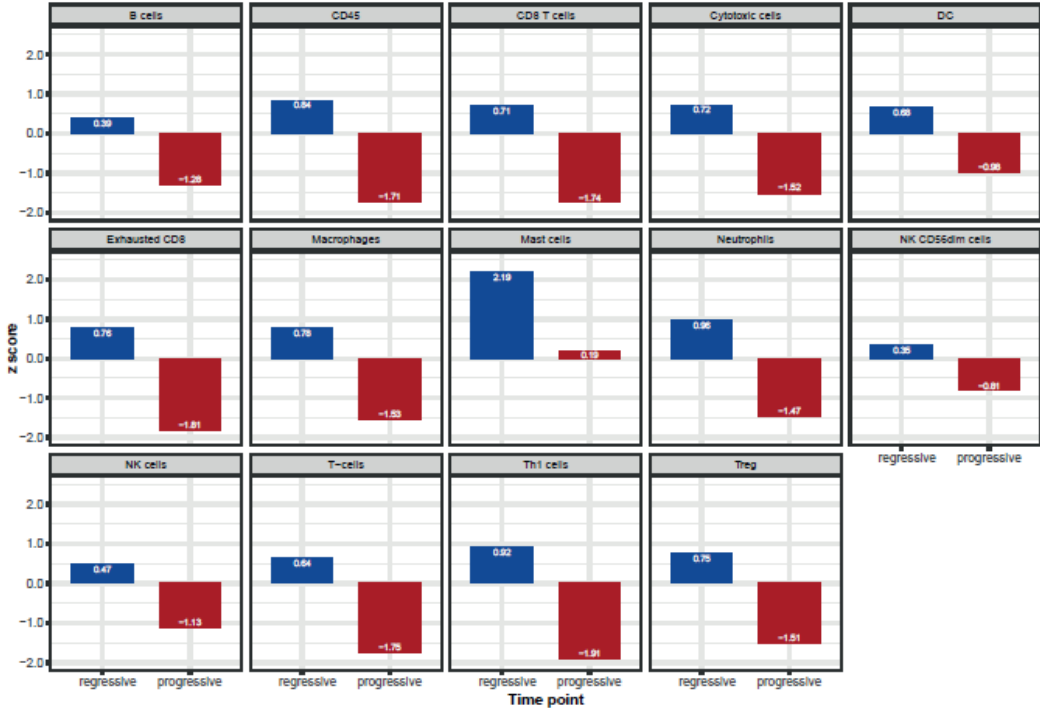 B cells CD45 CD8 T cells Cytotoxic cells DC
2.0
1.0
0.0
−1.0
−2.0
0.39 −1.28 0.84 −1.71 0.71 −1.74 0.72 −1.52 0.68 −0.98
Exhausted CD8 Macrophages Mast cells Neutrophils NK CD56dim cells
2.0
1.0
0.0
−1.0
−2.0
0.76 −1.81 0.78 −1.53 2.19 0.19 0.96 −1.47 0.35 −0.81
z score
regressive progressive
NK cells T−cells Th1 cells Treg
2.0
1.0
0.0
−1.0
−2.0
0.47 −1.13 0.64 −1.75 0.92 −1.91 0.75 −1.51
regressive progressive regressive progressive regressive progressive regressive progressive
Time point